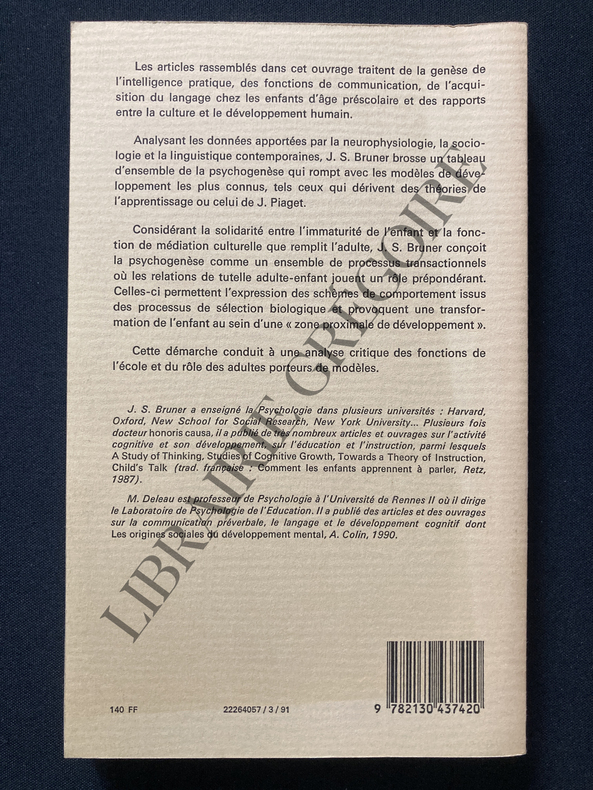 Les articles rassemblés dans cet ouvrage traitent de la genèse de
l'intelligence pratique, des fonctions de communication, de l'acqui-
sition du langage chez les enfants d'âge préscolaire et des rapports
entre la culture et le développement humain.
Analysant les données apportées par la neurophysiologie, la socio-
logie et la linguistique contemporaines, J. S. Bruner brosse un tableau
d'ensemble de la psychogenèse qui rompt avec les modèles de déve-
loppement les plus connus, tels ceux qui dérivent des théories de
l'apprentissage ou celui de J. Piaget.
Considérant la solidarité entre l'immaturité de l'enfant et la fonc-
tion de médiation culturelle que remplit l'adulte, J. S. Bruner conçoit
la psychogenèse comme un ensemble de processus transactionnels
où les relations de tutelle adulte-enfant jouent un rôle prépondérant.
Celles-ci permettent l'expression des schèmes de comportement issus
des processus de sélection biologique et provoquent une transfor-
mation de l'enfant au sein d'une « zone proximale de développement ».
Cette démarche conduit à une analyse critique des fonctions de
l'école et du rôle des adultes porteurs de modèles.
J. S. Bruner a enseigné la Psychologie dans plusieurs universités : Harvard,
Oxford, New School for Social Research, New York University... Plusieurs fois
docteur honoris causa, il a publié de très nombreux articles et ouvrages sur l'activité
cognitive et son développement, sur l'éducation et l'instruction, parmi lesquels
A Study of Thinking, Studies of Cognitive Growth, Towards a Theory of Instruction,
Child's Talk (trad. française : Comment les enfants apprennent à parler, Retz,
1987).
M. Deleau est professeur de Psychologie à l'Université de Rennes II où il dirige
le Laboratoire de Psychologie de l'Education. Il a publié des articles et des ouvrages
sur la communication préverbale, le langage et le développement cognitif dont
Les origines sociales du développement mental, A. Colin, 1990.
140 FF
22264057 / 3 / 91
9 782130 437420
LIBRAIRIE GREGOIRE